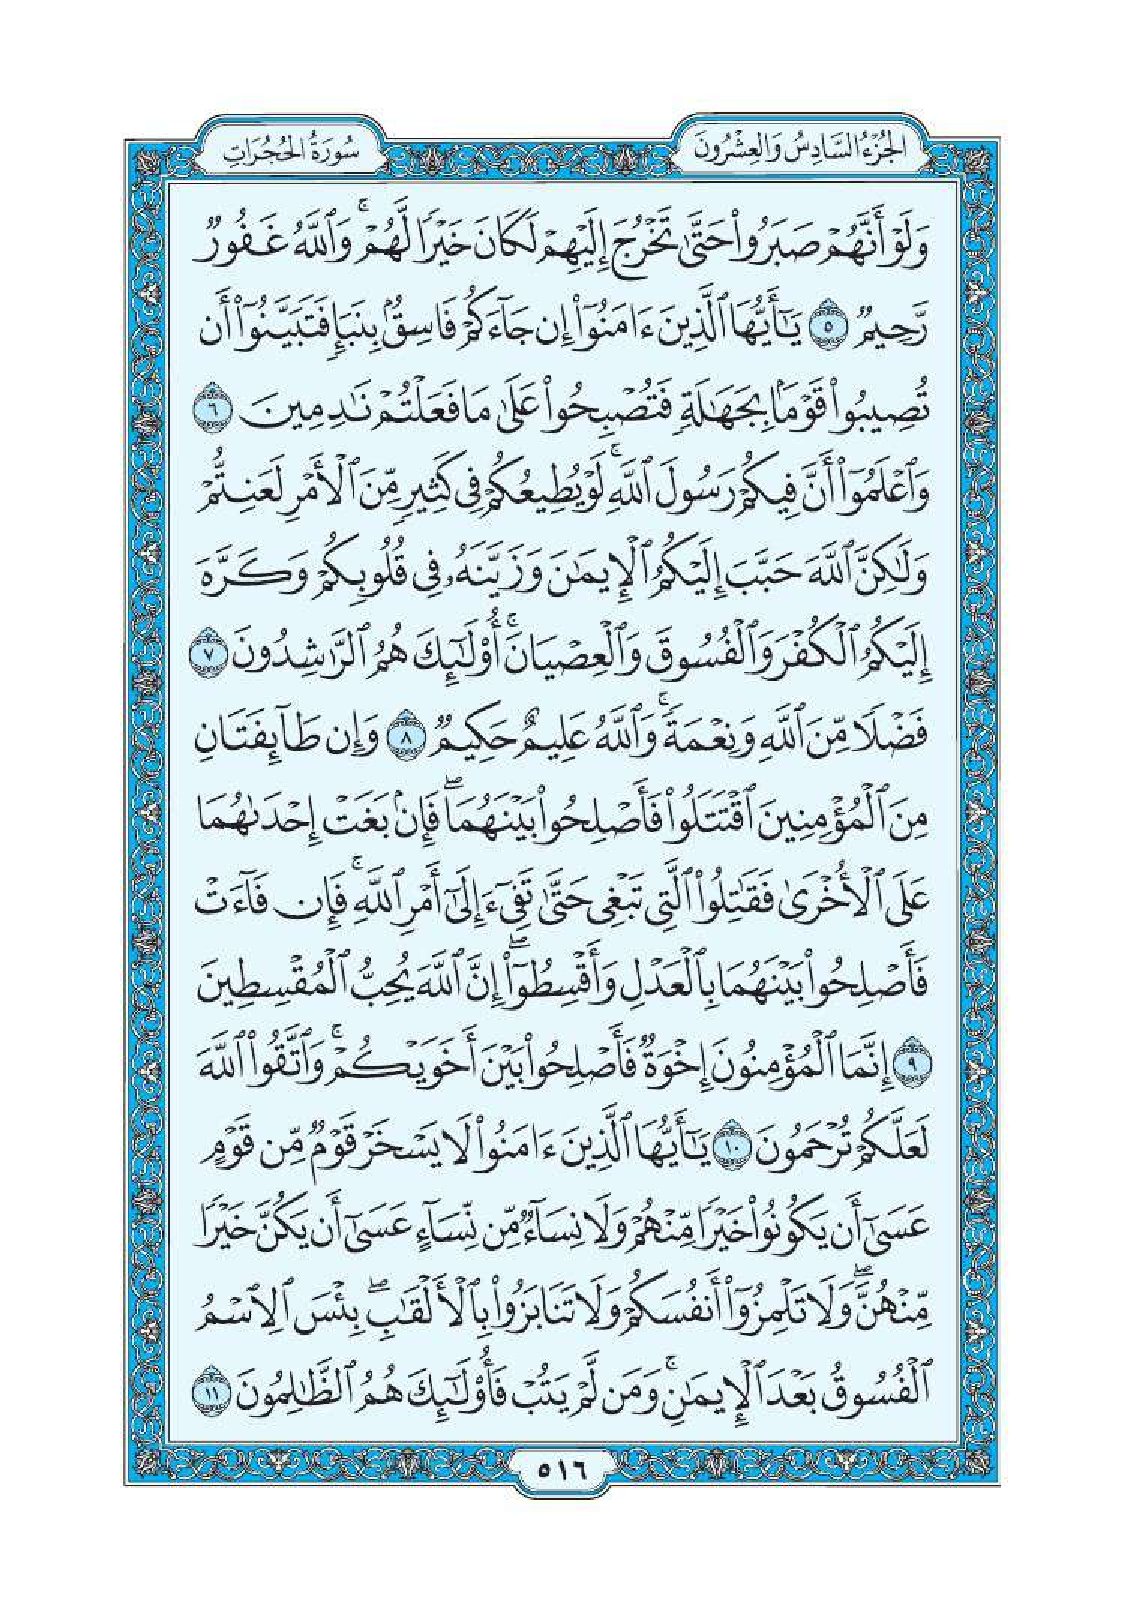 الجُزْءُ السَّادِسُ وَالعِشْرُونَ
سُورَةُ الحُجُرَاتِ
وَلَوْ أَنَّهُمْ صَبَرُوا۟ حَتَّىٰ تَخْرُجَ إِلَيْهِمْ لَكَانَ خَيْرًا لَّهُمْ ۚ وَٱللَّهُ غَفُورٌ
رَّحِيمٌ ٥ يَـٰٓأَيُّهَا ٱلَّذِينَ ءَامَنُوٓا۟ إِن جَآءَكُمْ فَاسِقٌۢ بِنَبَإٍ فَتَبَيَّنُوٓا۟ أَن
تُصِيبُوا۟ قَوْمًۢا بِجَهَـٰلَةٍ فَتُصْبِحُوا۟ عَلَىٰ مَا فَعَلْتُمْ نَـٰدِمِينَ ٦
وَٱعْلَمُوٓا۟ أَنَّ فِيكُمْ رَسُولَ ٱللَّهِ ۚ لَوْ يُطِيعُكُمْ فِى كَثِيرٍ مِّنَ ٱلْأَمْرِ لَعَنِتُّمْ
وَلَـٰكِنَّ ٱللَّهَ حَبَّبَ إِلَيْكُمُ ٱلْإِيمَـٰنَ وَزَيَّنَهُۥ فِى قُلُوبِكُمْ وَكَرَّهَ
إِلَيْكُمُ ٱلْكُفْرَ وَٱلْفُسُوقَ وَٱلْعِصْيَانَ ۚ أُو۟لَـٰٓئِكَ هُمُ ٱلرَّٰشِدُونَ ٧
فَضْلًا مِّنَ ٱللَّهِ وَنِعْمَةً ۚ وَٱللَّهُ عَلِيمٌ حَكِيمٌ ٨ وَإِن طَآئِفَتَانِ
مِنَ ٱلْمُؤْمِنِينَ ٱقْتَتَلُوا۟ فَأَصْلِحُوا۟ بَيْنَهُمَا ۖ فَإِنۢ بَغَتْ إِحْدَىٰهُمَا
عَلَى ٱلْأُخْرَىٰ فَقَـٰتِلُوا۟ ٱلَّتِى تَبْغِى حَتَّىٰ تَفِىٓءَ إِلَىٰٓ أَمْرِ ٱللَّهِ ۚ فَإِن فَآءَتْ
فَأَصْلِحُوا۟ بَيْنَهُمَا بِٱلْعَدْلِ وَأَقْسِطُوٓا۟ ۖ إِنَّ ٱللَّهَ يُحِبُّ ٱلْمُقْسِطِينَ
٩ إِنَّمَا ٱلْمُؤْمِنُونَ إِخْوَةٌ فَأَصْلِحُوا۟ بَيْنَ أَخَوَيْكُمْ ۚ وَٱتَّقُوا۟ ٱللَّهَ
لَعَلَّكُمْ تُرْحَمُونَ ١٠ يَـٰٓأَيُّهَا ٱلَّذِينَ ءَامَنُوا۟ لَا يَسْخَرْ قَوْمٌ مِّن قَوْمٍ
عَسَىٰٓ أَن يَكُونُوا۟ خَيْرًا مِّنْهُمْ وَلَا نِسَآءٌ مِّن نِّسَآءٍ عَسَىٰٓ أَن يَكُنَّ خَيْرًا
مِّنْهُنَّ ۖ وَلَا تَلْمِزُوٓا۟ أَنفُسَكُمْ وَلَا تَنَابَزُوا۟ بِٱلْأَلْقَـٰبِ ۖ بِئْسَ ٱلِٱسْمُ
ٱلْفُسُوقُ بَعْدَ ٱلْإِيمَـٰنِ ۚ وَمَن لَّمْ يَتُبْ فَأُو۟لَـٰٓئِكَ هُمُ ٱلظَّـٰلِمُونَ ١١
٥١٦